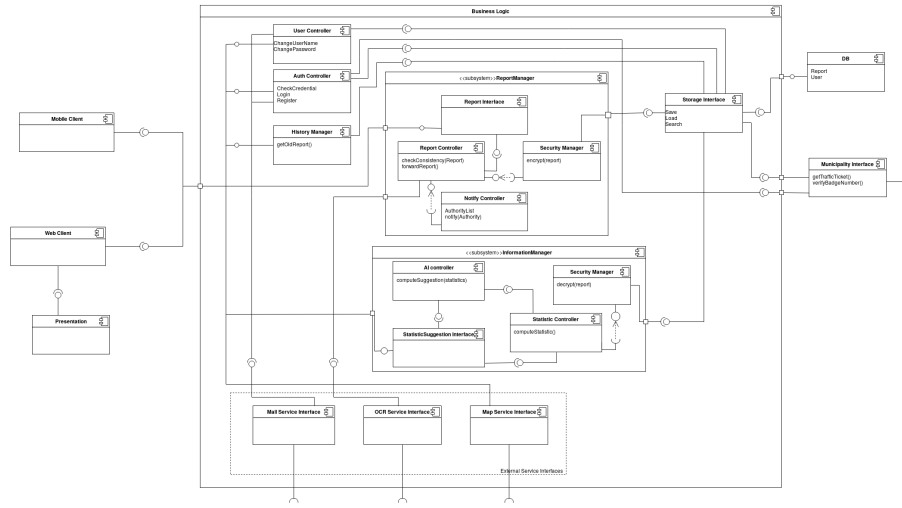 Business Logic
User Controller
ChangeUserName
ChangePassword
Auth Controller
CheckCredential
Login
Register
History Manager
getOldReport()
Mobile Client
Web Client
Presentation
<<subsystem>>ReportManager
Report Interface
Report Controller
checkConsistency(Report)
forwardReport()
Security Manager
encrypt(report)
Notify Controller
AuthorityList
notify(Authority)
Storage Interface
Save
Load
Search
DB
Report
User
Municipality Interface
getTrafficTicket()
verifyBadgeNumber()
<<subsystem>>InformationManager
AI controller
computeSuggestion(statistics)
Security Manager
decrypt(report)
Statistic Controller
computeStatistic()
StatisticSuggestion Interface
Mail Service Interface
OCR Service Interface
Map Service Interface
External Service Interfaces